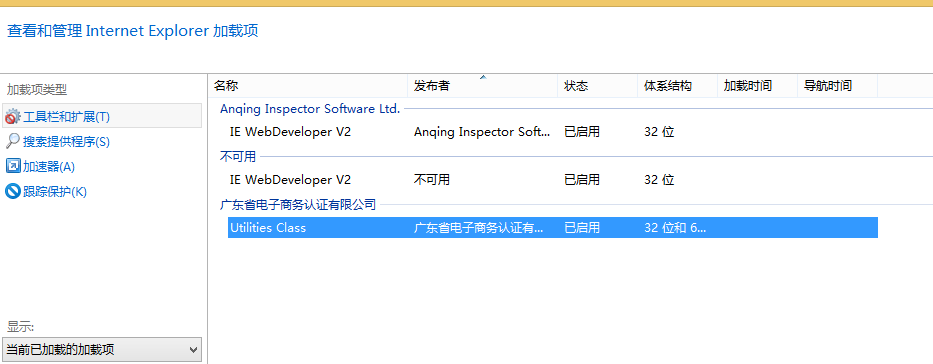 查看和管理 Internet Explorer 加载项
加载项类型
工具栏和扩展(T)
搜索提供程序(S)
加速器(A)
跟踪保护(K)
显示:
当前已加载的加载项
名称 发布者 状态 体系结构 加载时间 导航时间
Anqing Inspector Software Ltd.
IE WebDeveloper V2 Anqing Inspector Soft... 已启用 32 位
不可用
IE WebDeveloper V2 不可用 已启用 32 位
广东省电子商务认证有限公司
Utilities Class 广东省电子商务认证有... 已启用 32 位和 6...